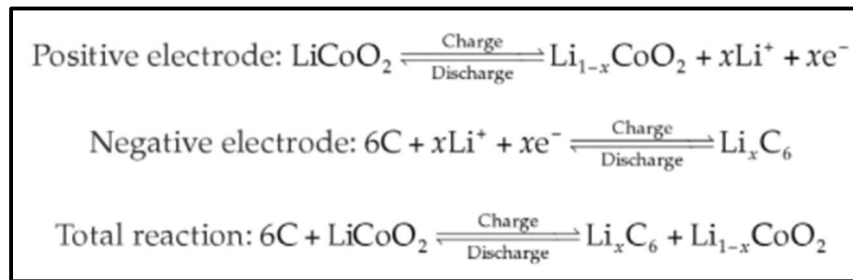 Positive electrode: LiCoO₂ ⇌ (Charge / Discharge) Li₁₋ₓCoO₂ + xLi⁺ + xe⁻
Negative electrode: 6C + xLi⁺ + xe⁻ ⇌ (Charge / Discharge) LiₓC₆
Total reaction: 6C + LiCoO₂ ⇌ (Charge / Discharge) LiₓC₆ + Li₁₋ₓCoO₂